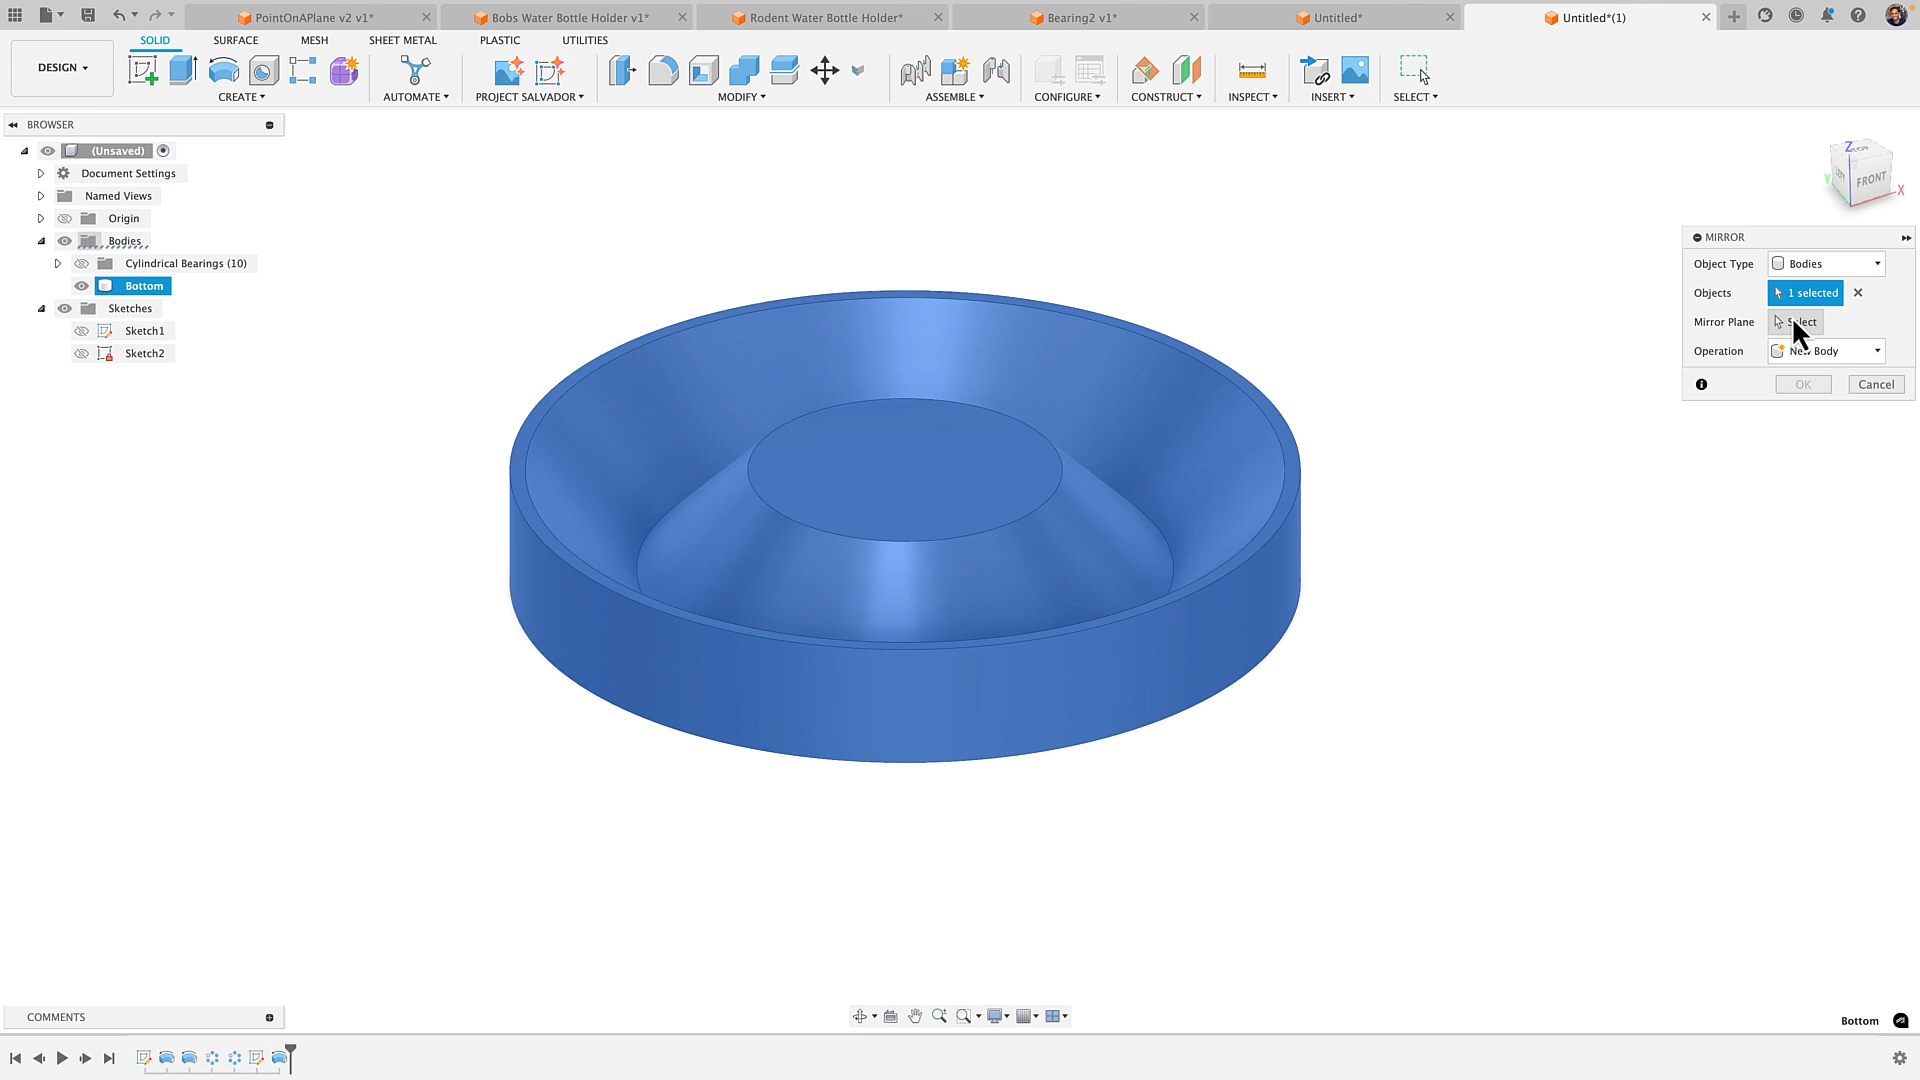 PointOnAPlane v2 v1*
Bobs Water Bottle Holder v1*
Rodent Water Bottle Holder*
Bearing2 v1*
Untitled*
Untitled*(1)
SOLID
SURFACE
MESH
SHEET METAL
PLASTIC
UTILITIES
DESIGN
CREATE
AUTOMATE
PROJECT SALVADOR
MODIFY
ASSEMBLE
CONFIGURE
CONSTRUCT
INSPECT
INSERT
SELECT
BROWSER
(Unsaved)
Document Settings
Named Views
Origin
Bodies
Cylindrical Bearings (10)
Bottom
Sketches
Sketch1
Sketch2
Z
TOP
LEFT
FRONT
Y
X
MIRROR
Object Type
Bodies
Objects
1 selected
Mirror Plane
Select
Operation
New Body
OK
Cancel
COMMENTS
Bottom